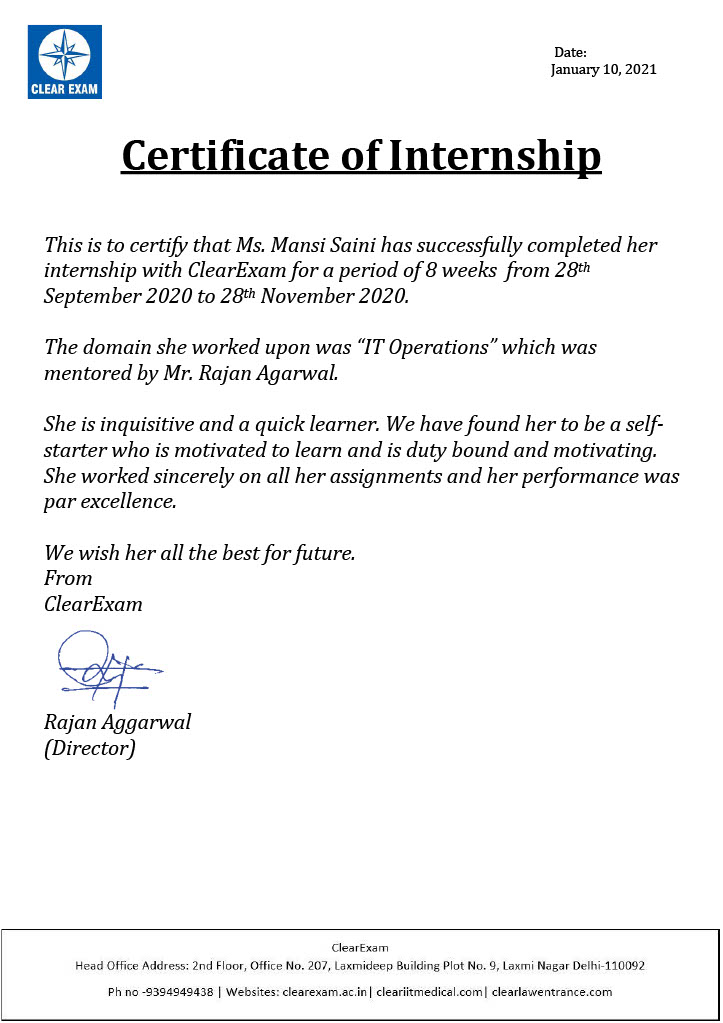 CLEAR EXAM
Date:
January 10, 2021
Certificate of Internship
This is to certify that Ms. Mansi Saini has successfully completed her
internship with ClearExam for a period of 8 weeks from 28th
September 2020 to 28th November 2020.
The domain she worked upon was “IT Operations” which was
mentored by Mr. Rajan Agarwal.
She is inquisitive and a quick learner. We have found her to be a self-
starter who is motivated to learn and is duty bound and motivating.
She worked sincerely on all her assignments and her performance was
par excellence.
We wish her all the best for future.
From
ClearExam
Rajan Aggarwal
(Director)
ClearExam
Head Office Address: 2nd Floor, Office No. 207, Laxmideep Building Plot No. 9, Laxmi Nagar Delhi-110092
Ph no -9394949438 | Websites: clearexam.ac.in| cleariitmedical.com| clearlawentrance.com